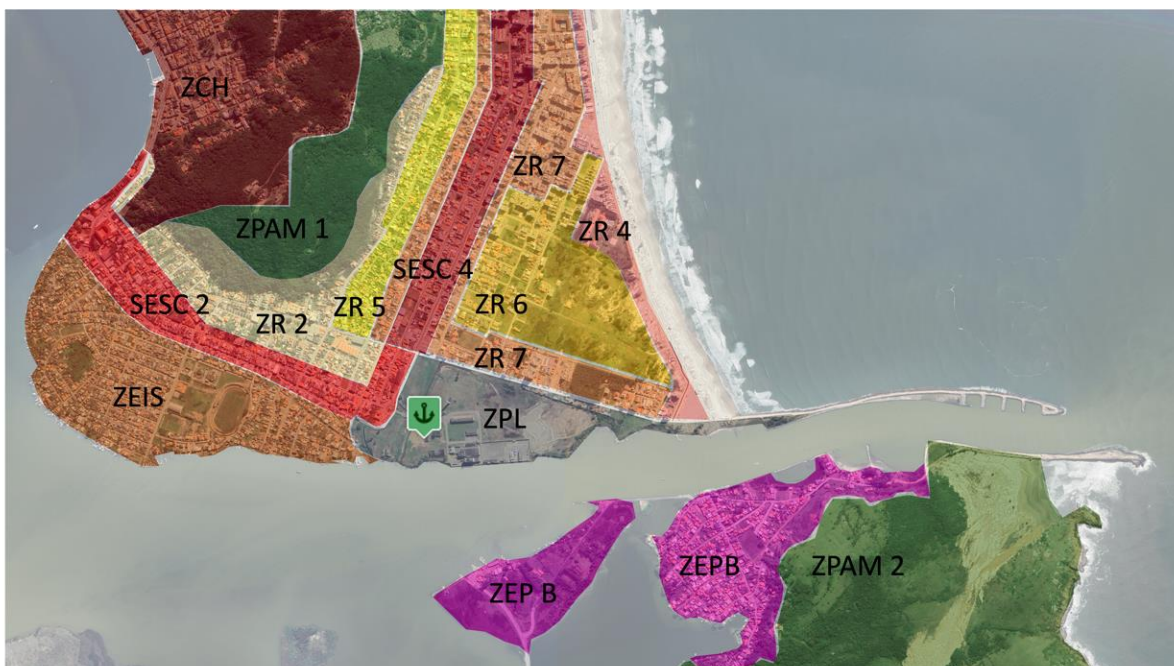 ZCH
ZR 7
ZPAM 1
ZR 4
SESC 4
SESC 2
ZR 5
ZR 6
ZR 2
ZR 7
ZEIS
ZPL
ZEPB
ZPAM 2
ZEP B